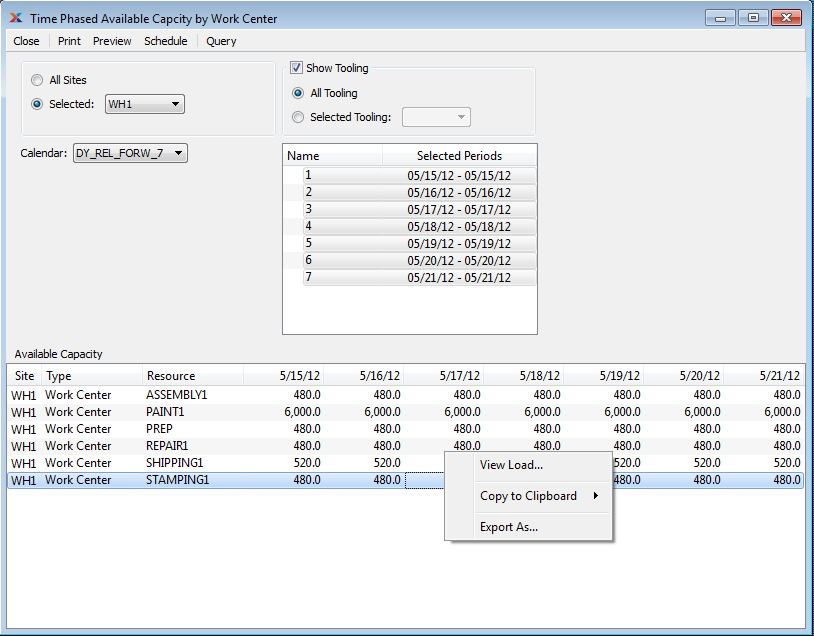 Time Phased Available Capcity by Work Center
Close Print Preview Schedule Query
All Sites
Selected: WH1
Calendar: DY_REL_FORW_7
Show Tooling
All Tooling
Selected Tooling:
Name Selected Periods
1 05/15/12 - 05/15/12
2 05/16/12 - 05/16/12
3 05/17/12 - 05/17/12
4 05/18/12 - 05/18/12
5 05/19/12 - 05/19/12
6 05/20/12 - 05/20/12
7 05/21/12 - 05/21/12
Available Capacity
Site Type Resource 5/15/12 5/16/12 5/17/12 5/18/12 5/19/12 5/20/12 5/21/12
WH1 Work Center ASSEMBLY1 480.0 480.0 480.0 480.0 480.0 480.0 480.0
WH1 Work Center PAINT1 6,000.0 6,000.0 6,000.0 6,000.0 6,000.0 6,000.0 6,000.0
WH1 Work Center PREP 480.0 480.0 480.0 480.0 480.0 480.0 480.0
WH1 Work Center REPAIR1 480.0 480.0 480.0 480.0 480.0 480.0 480.0
WH1 Work Center SHIPPING1 520.0 520.0 520.0 520.0 520.0
WH1 Work Center STAMPING1 480.0 480.0 480.0 480.0 480.0
View Load...
Copy to Clipboard
Export As...